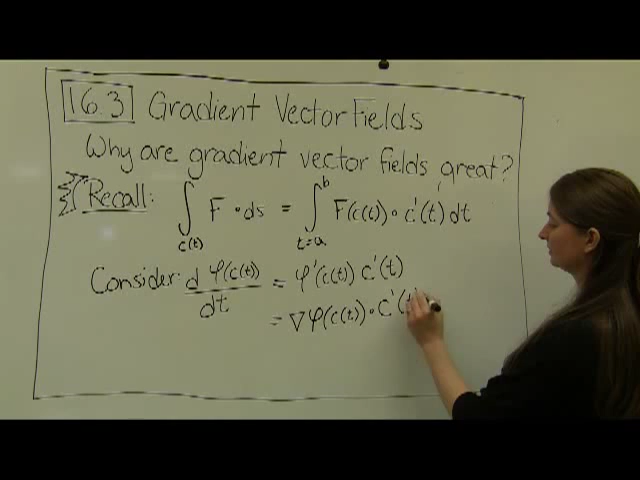 16.3 Gradient Vector Fields
Why are gradient vector fields great?
Recall: ∫_{c(t)} F • ds = ∫_{t=a}^{b} F(c(t)) • c'(t) dt
Consider: d φ(c(t))/dt = φ'(c(t)) c'(t)
= ∇φ(c(t)) • c'(